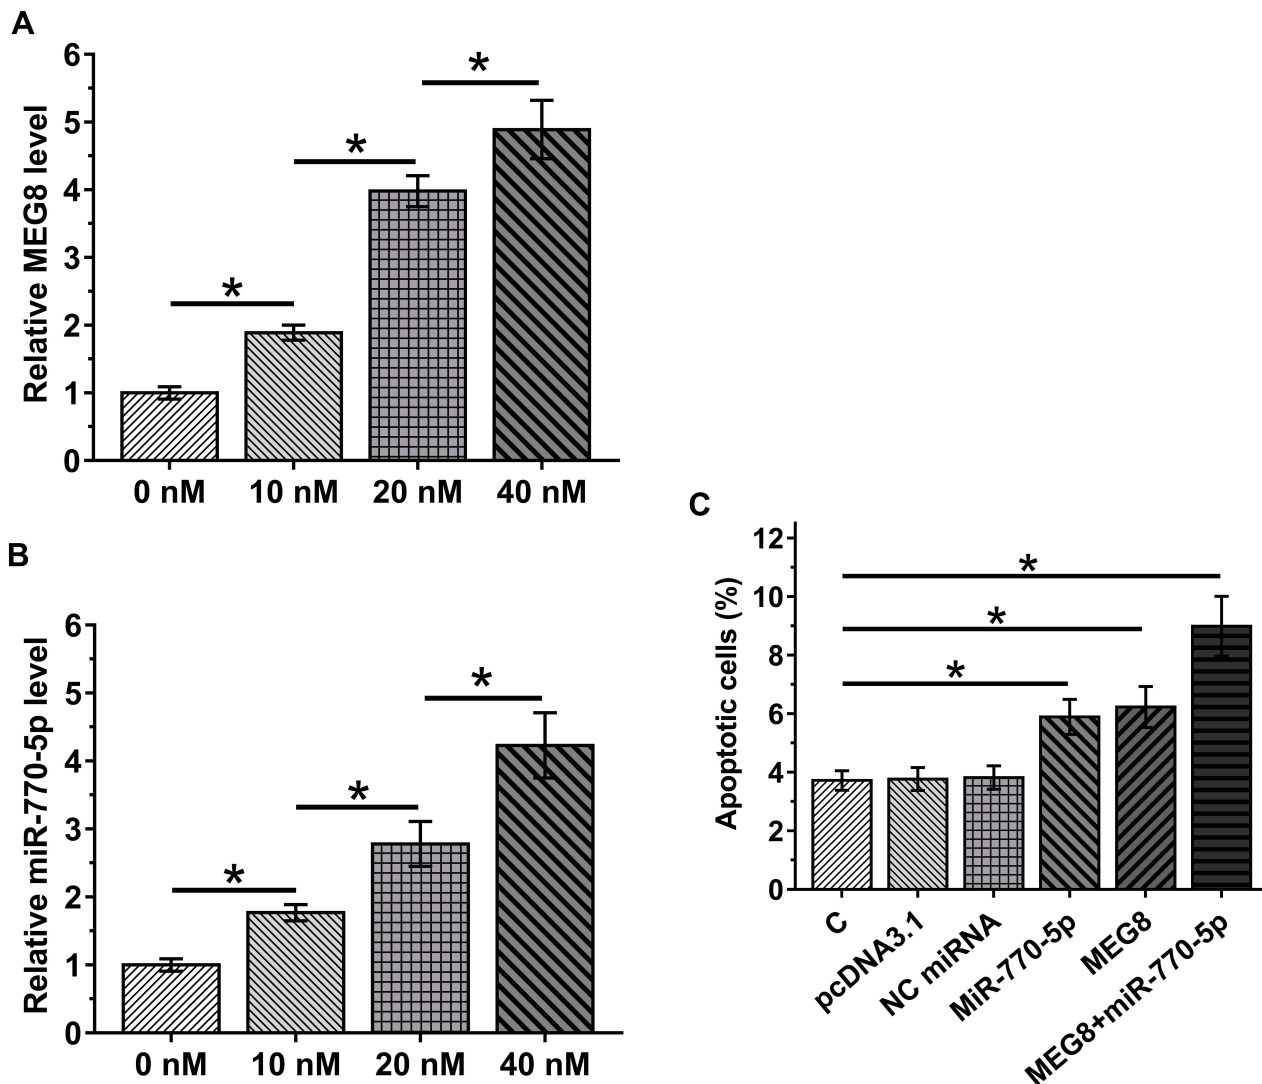 A
Relative MEG8 level
6
5
4
3
2
1
0
*
*
*
0 nM 10 nM 20 nM 40 nM
B
Relative miR-770-5p level
6
5
4
3
2
1
0
*
*
*
0 nM 10 nM 20 nM 40 nM
C
Apoptotic cells (%)
12
10
8
6
4
2
0
*
*
*
C
pcDNA3.1
NC miRNA
MiR-770-5p
MEG8
MEG8+miR-770-5p